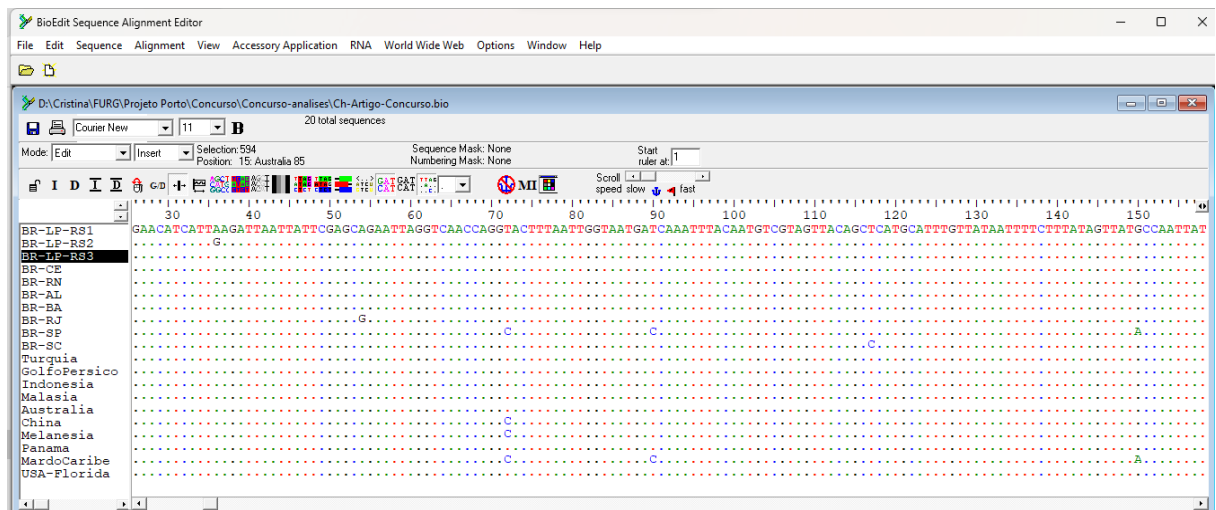 BioEdit Sequence Alignment Editor
File Edit Sequence Alignment View Accessory Application RNA World Wide Web Options Window Help
D:\Cristina\FURG\Projeto Porto\Concurso\Concurso-analises\Ch-Artigo-Concurso.bio
Courier New 11 B 20 total sequences
Mode: Edit Insert Selection: 594 Position: 15: Australia 85 Sequence Mask: None Numbering Mask: None Start ruler at: 1
I D I D G/D MI Scroll speed slow fast
30 40 50 60 70 80 90 100 110 120 130 140 150
BR-LP-RS1 GAACATCATTAAGATTAATTATTCGAGCAGAATTAGGTCAACCAGGTACTTTAATTGGTAATGATCAAATTTACAATGTCGTAGTTACAGCTCATGCATTTGTTATAATTTTCTTTATAGTTATGCCAATTAT
BR-LP-RS2 G
BR-LP-RS3
BR-CE
BR-RN
BR-AL
BR-BA
BR-RJ G
BR-SP C C A
BR-SC C
Turquia
GolfoPersico
Indonesia
Malasia
Australia
China C
Melanesia C
Panama
MardoCaribe C C A
USA-Florida